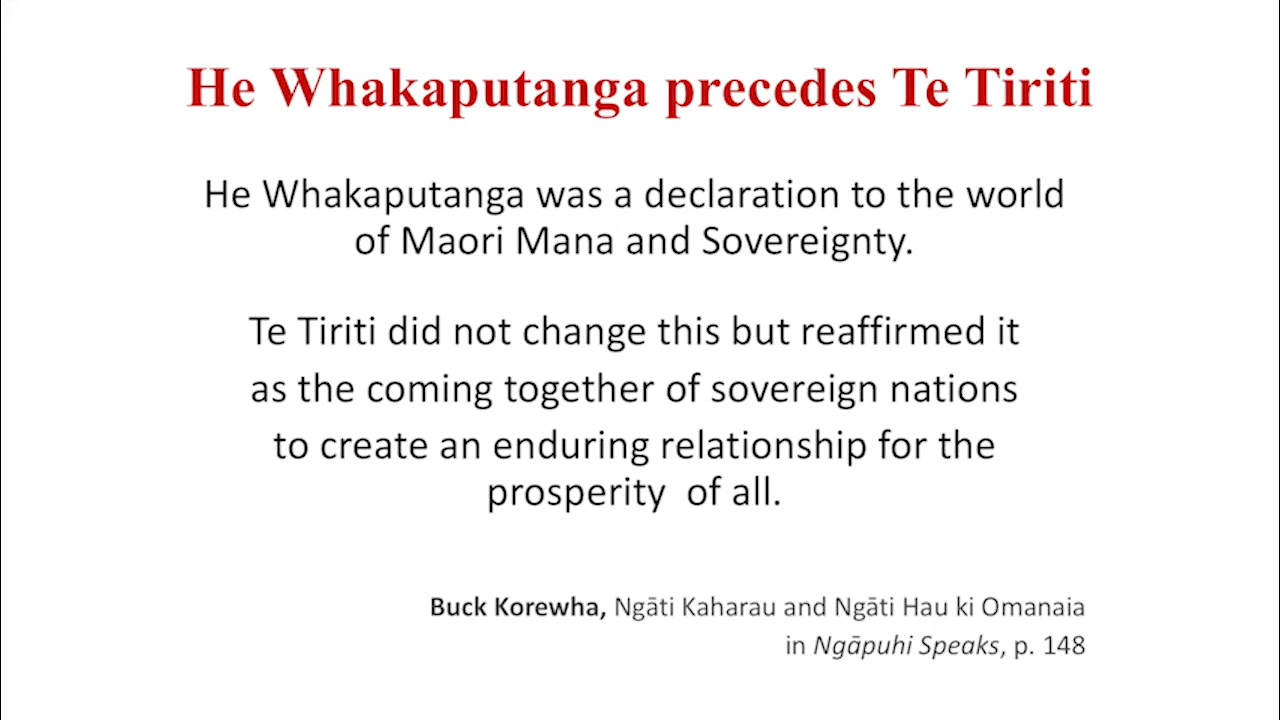 He Whakaputanga precedes Te Tiriti
He Whakaputanga was a declaration to the world
of Maori Mana and Sovereignty.
Te Tiriti did not change this but reaffirmed it
as the coming together of sovereign nations
to create an enduring relationship for the
prosperity of all.
Buck Korewha, Ngāti Kaharau and Ngāti Hau ki Omanaia
in Ngāpuhi Speaks, p. 148